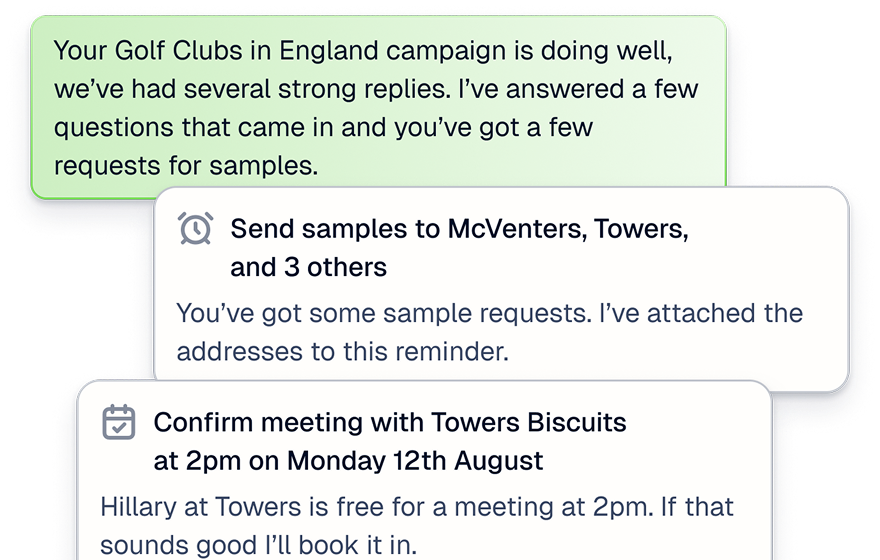 Your Golf Clubs in England campaign is doing well,
we’ve had several strong replies. I’ve answered a few
questions that came in and you’ve got a few
requests for samples.
Send samples to McVenters, Towers,
and 3 others
You’ve got some sample requests. I’ve attached the
addresses to this reminder.
Confirm meeting with Towers Biscuits
at 2pm on Monday 12th August
Hillary at Towers is free for a meeting at 2pm. If that
sounds good I’ll book it in.